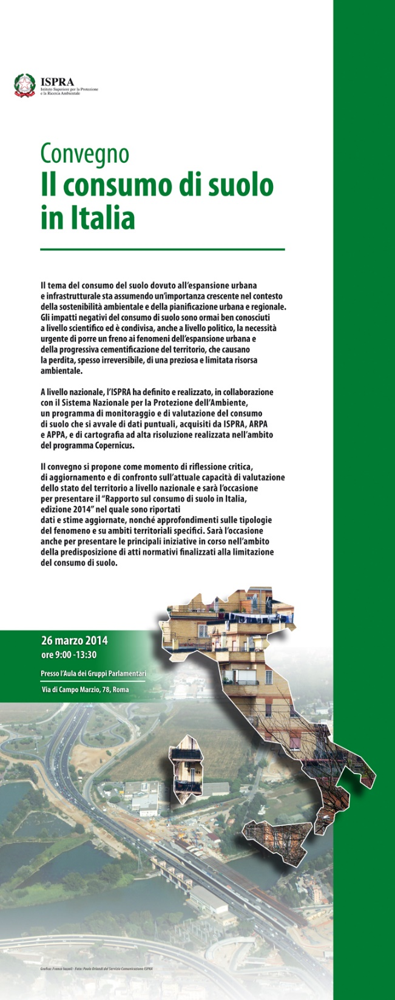 ISPRA
Istituto Superiore per la Protezione
e la Ricerca Ambientale
Convegno
Il consumo di suolo
in Italia
Il tema del consumo del suolo dovuto all'espansione urbana
e infrastrutturale sta assumendo un'importanza crescente nel contesto
della sostenibilità ambientale e della pianificazione urbana e regionale.
Gli impatti negativi del consumo di suolo sono ormai ben conosciuti
a livello scientifico ed è condivisa, anche a livello politico, la necessità
urgente di porre un freno ai fenomeni dell'espansione urbana e
della progressiva cementificazione del territorio, che causano
la perdita, spesso irreversibile, di una preziosa e limitata risorsa
ambientale.
A livello nazionale, l'ISPRA ha definito e realizzato, in collaborazione
con il Sistema Nazionale per la Protezione dell'Ambiente,
un programma di monitoraggio e di valutazione del consumo
di suolo che si avvale di dati puntuali, acquisiti da ISPRA, ARPA
e APPA, e di cartografia ad alta risoluzione realizzata nell'ambito
del programma Copernicus.
Il convegno si propone come momento di riflessione critica,
di aggiornamento e di confronto sull'attuale capacità di valutazione
dello stato del territorio a livello nazionale e sarà l'occasione
per presentare il "Rapporto sul consumo di suolo in Italia,
edizione 2014" nel quale sono riportati
dati e stime aggiornate, nonché approfondimenti sulle tipologie
del fenomeno e su ambiti territoriali specifici. Sarà l'occasione
anche per presentare le principali iniziative in corso nell'ambito
della predisposizione di atti normativi finalizzati alla limitazione
del consumo di suolo.
26 marzo 2014
ore 9:00 -13:30
Presso l'Aula dei Gruppi Parlamentari
Via di Campo Marzio, 78, Roma
Grafica: Franco Iozzoli - Foto: Paolo Orlandi del Servizio Comunicazione ISPRA